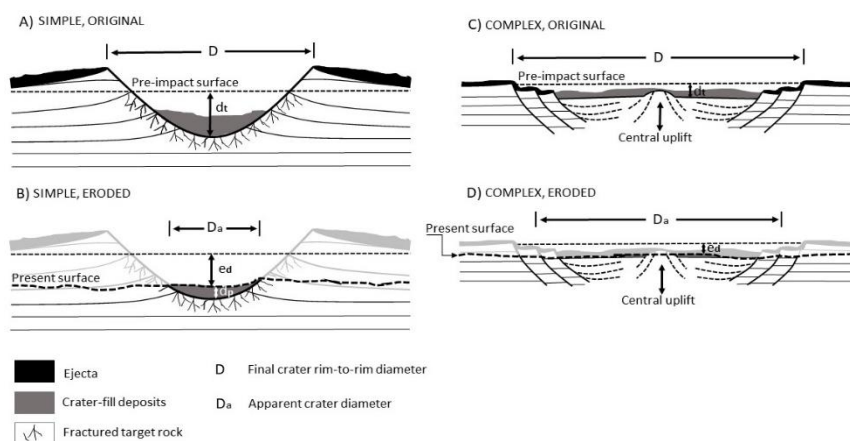 A) SIMPLE, ORIGINAL
D
Pre-impact surface
dt
B) SIMPLE, ERODED
Da
ed
Present surface
dp
C) COMPLEX, ORIGINAL
D
Pre-impact surface
dt
Central uplift
D) COMPLEX, ERODED
Da
Present surface
ed
Central uplift
Ejecta
Crater-fill deposits
Fractured target rock
D Final crater rim-to-rim diameter
Da Apparent crater diameter